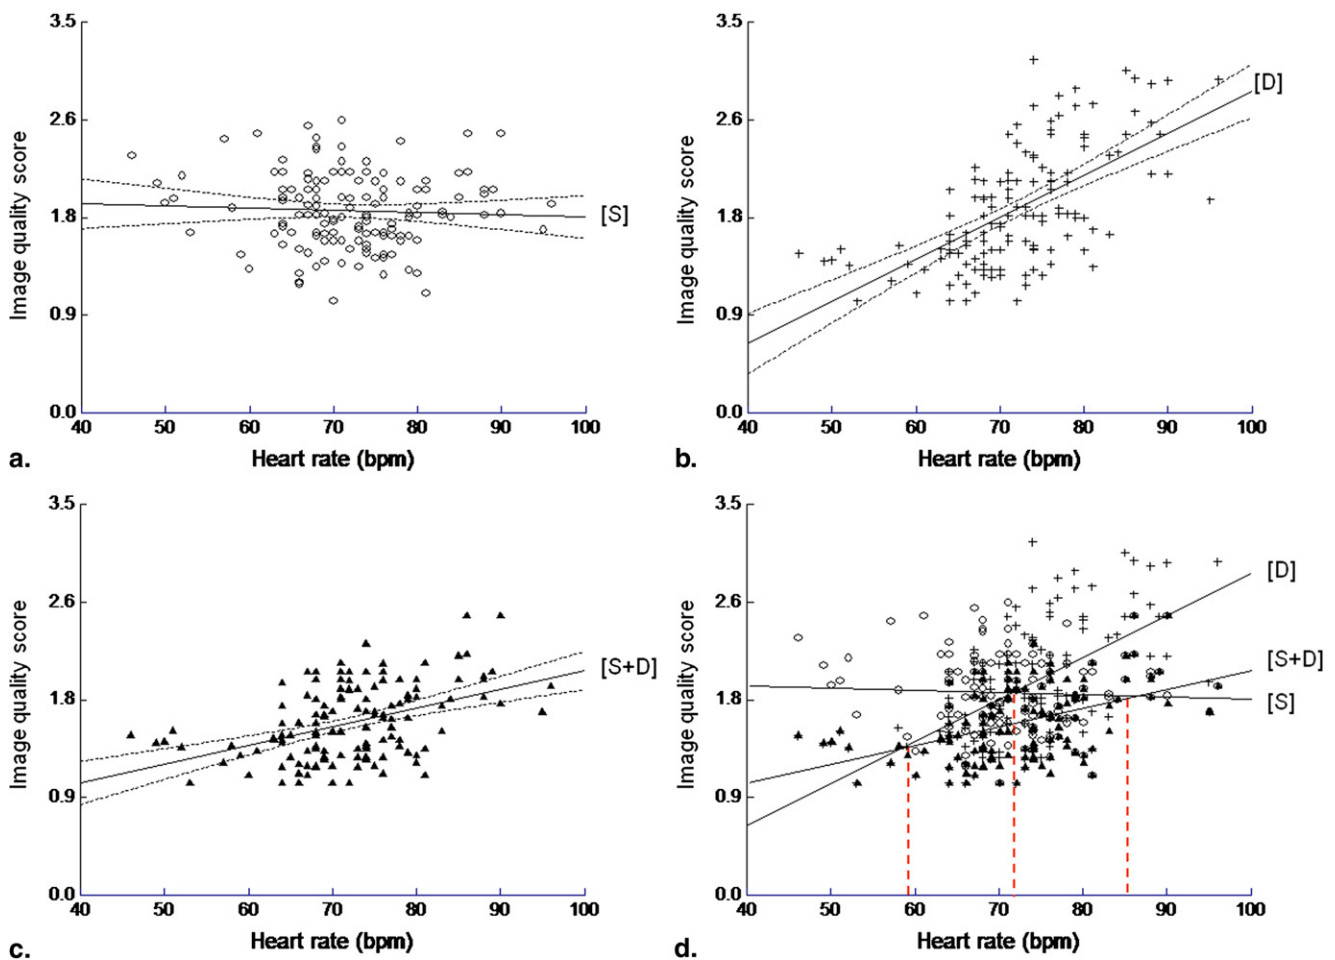 3.5
2.6
1.8
0.9
0.0
Image quality score
[S]
40 50 60 70 80 90 100
Heart rate (bpm)
a.
3.5
2.6
1.8
0.9
0.0
Image quality score
[D]
40 50 60 70 80 90 100
Heart rate (bpm)
b.
3.5
2.6
1.8
0.9
0.0
Image quality score
[S+D]
40 50 60 70 80 90 100
Heart rate (bpm)
c.
3.5
2.6
1.8
0.9
0.0
Image quality score
[D]
[S+D]
[S]
40 50 60 70 80 90 100
Heart rate (bpm)
d.